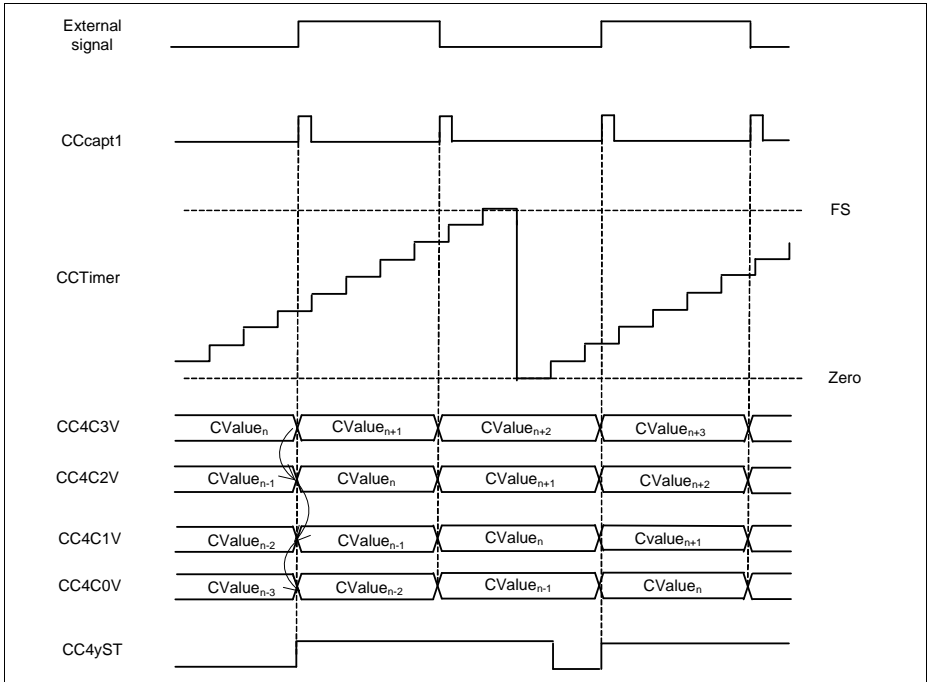 External
signal
CCcapt1
FS
CCTimer
Zero
CC4C3V CValueₙ CValueₙ₊₁ CValueₙ₊₂ CValueₙ₊₃
CC4C2V CValueₙ₋₁ CValueₙ CValueₙ₊₁ CValueₙ₊₂
CC4C1V CValueₙ₋₂ CValueₙ₋₁ CValueₙ Cvalueₙ₊₁
CC4C0V CValueₙ₋₃ CValueₙ₋₂ CValueₙ₋₁ CValueₙ
CC4yST